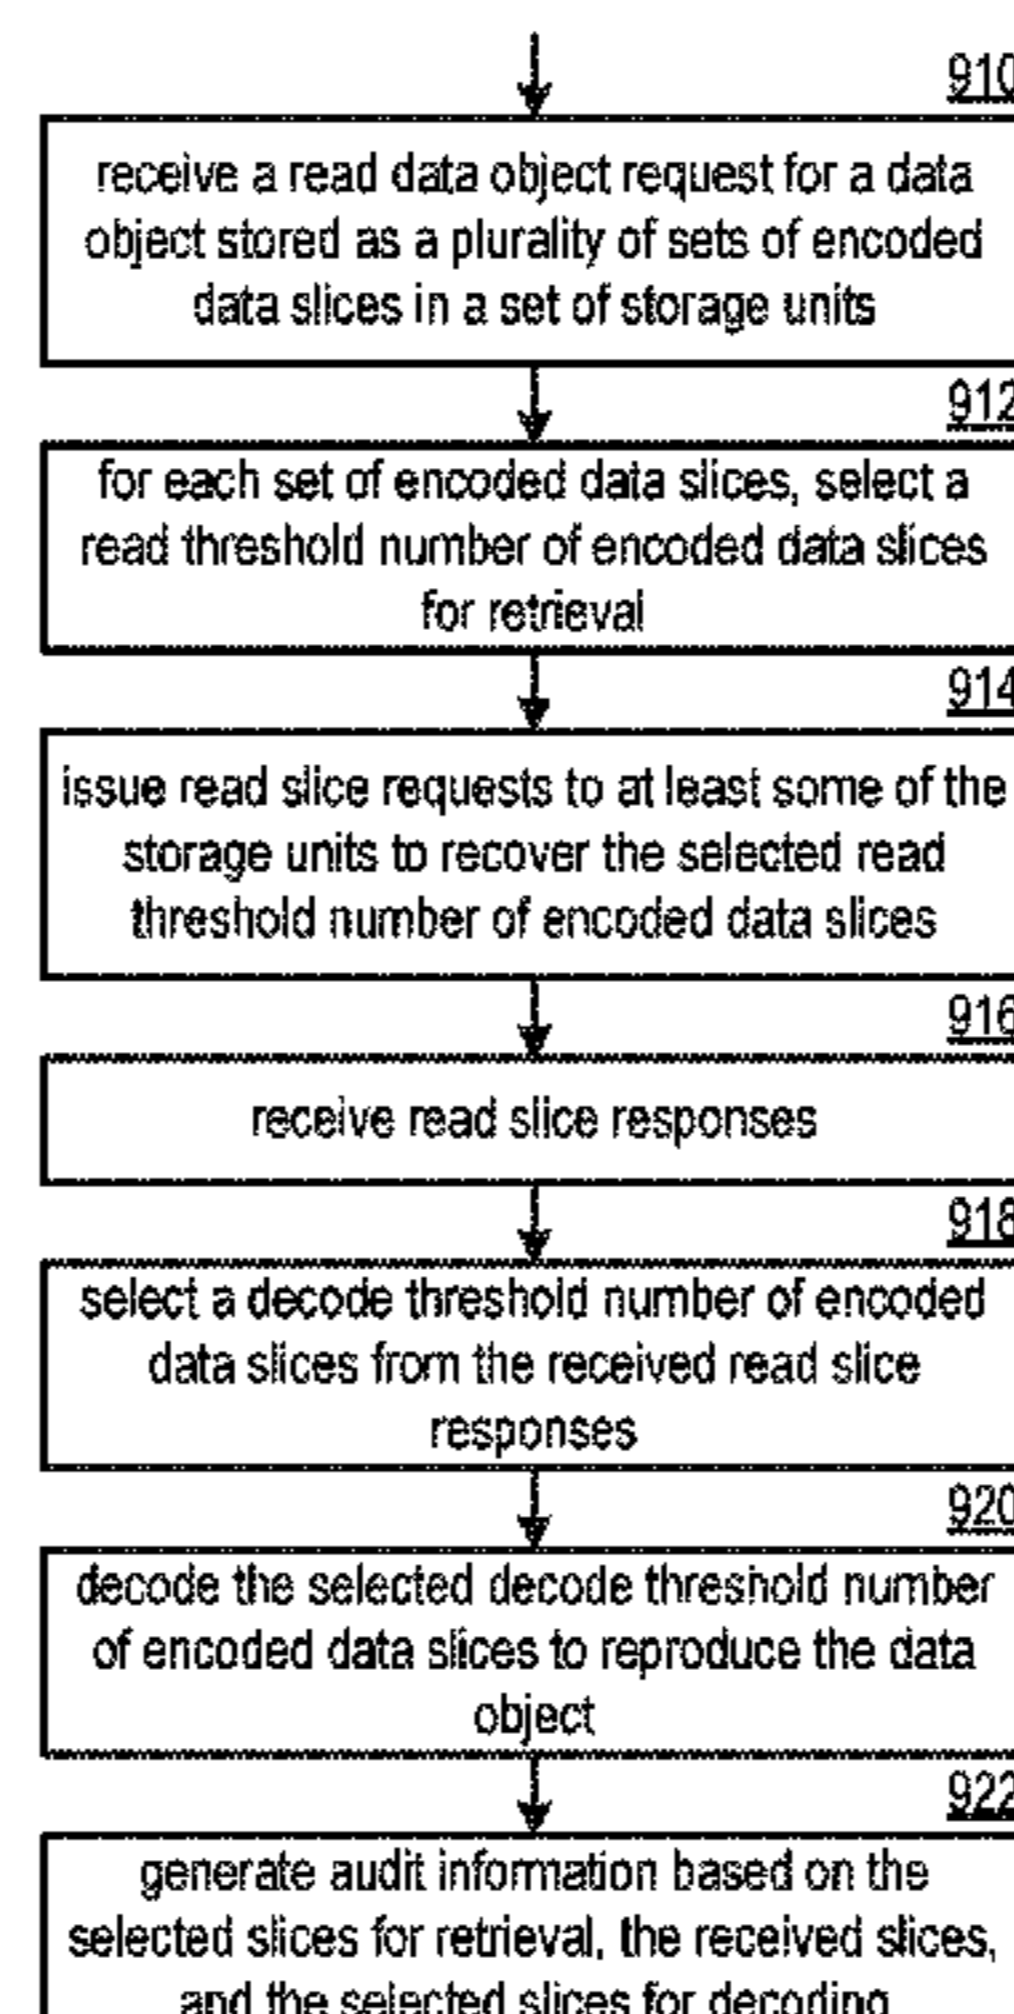 910
receive a read data object request for a data
object stored as a plurality of sets of encoded
data slices in a set of storage units
912
for each set of encoded data slices, select a
read threshold number of encoded data slices
for retrieval
914
issue read slice requests to at least some of the
storage units to recover the selected read
threshold number of encoded data slices
916
receive read slice responses
918
select a decode threshold number of encoded
data slices from the received read slice
responses
920
decode the selected decode threshold number
of encoded data slices to reproduce the data
object
922
generate audit information based on the
selected slices for retrieval, the received slices,
and the selected slices for decoding